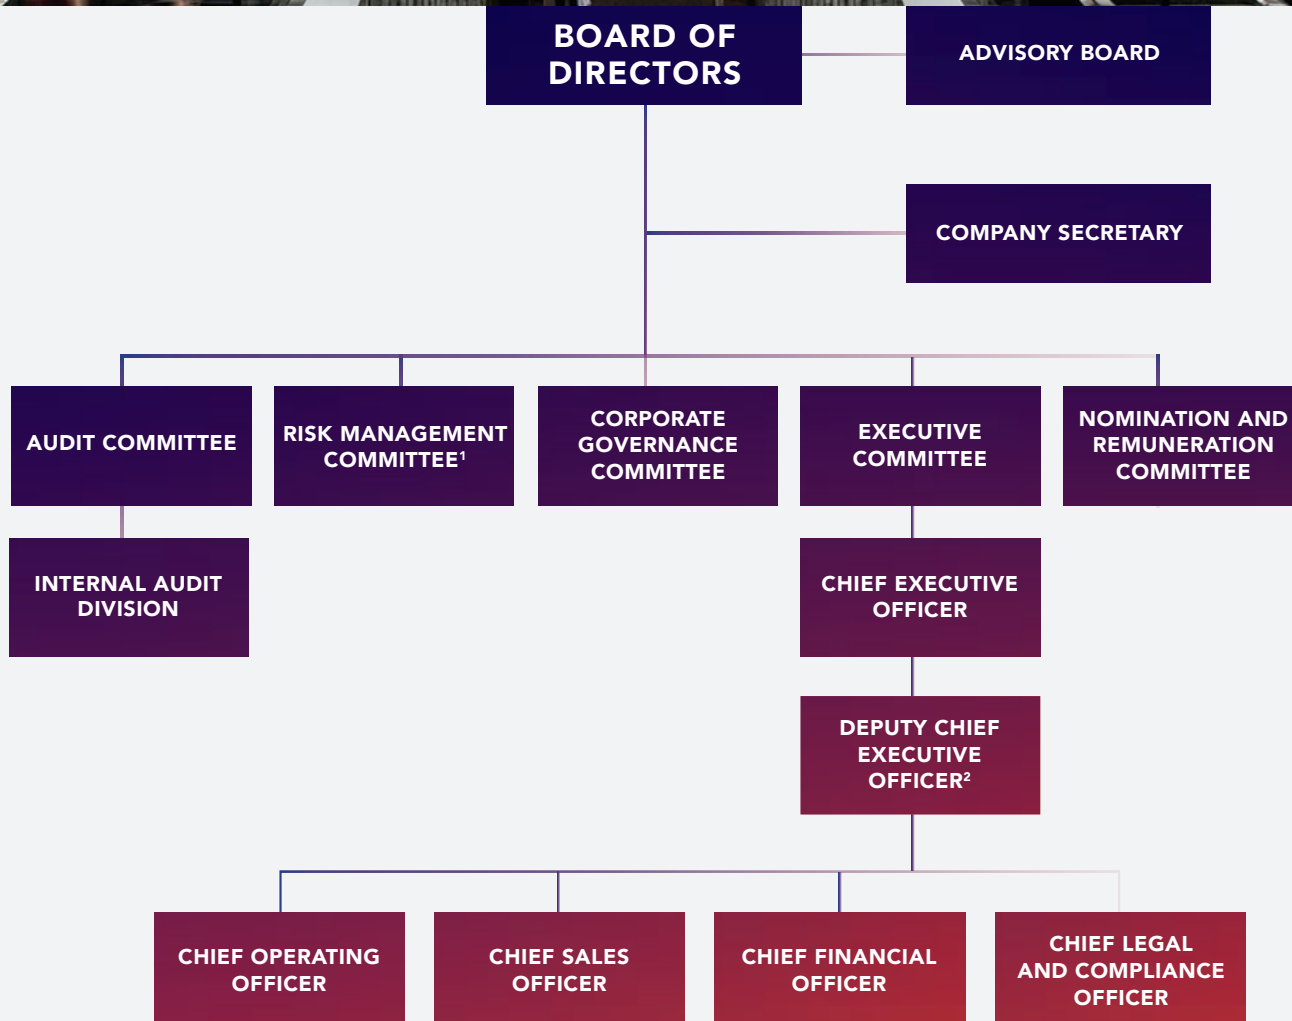 BOARD OF
DIRECTORS
ADVISORY BOARD
COMPANY SECRETARY
AUDIT COMMITTEE
RISK MANAGEMENT
COMMITTEE¹
CORPORATE
GOVERNANCE
COMMITTEE
EXECUTIVE
COMMITTEE
NOMINATION AND
REMUNERATION
COMMITTEE
INTERNAL AUDIT
DIVISION
CHIEF EXECUTIVE
OFFICER
DEPUTY CHIEF
EXECUTIVE
OFFICER²
CHIEF OPERATING
OFFICER
CHIEF SALES
OFFICER
CHIEF FINANCIAL
OFFICER
CHIEF LEGAL
AND COMPLIANCE
OFFICER